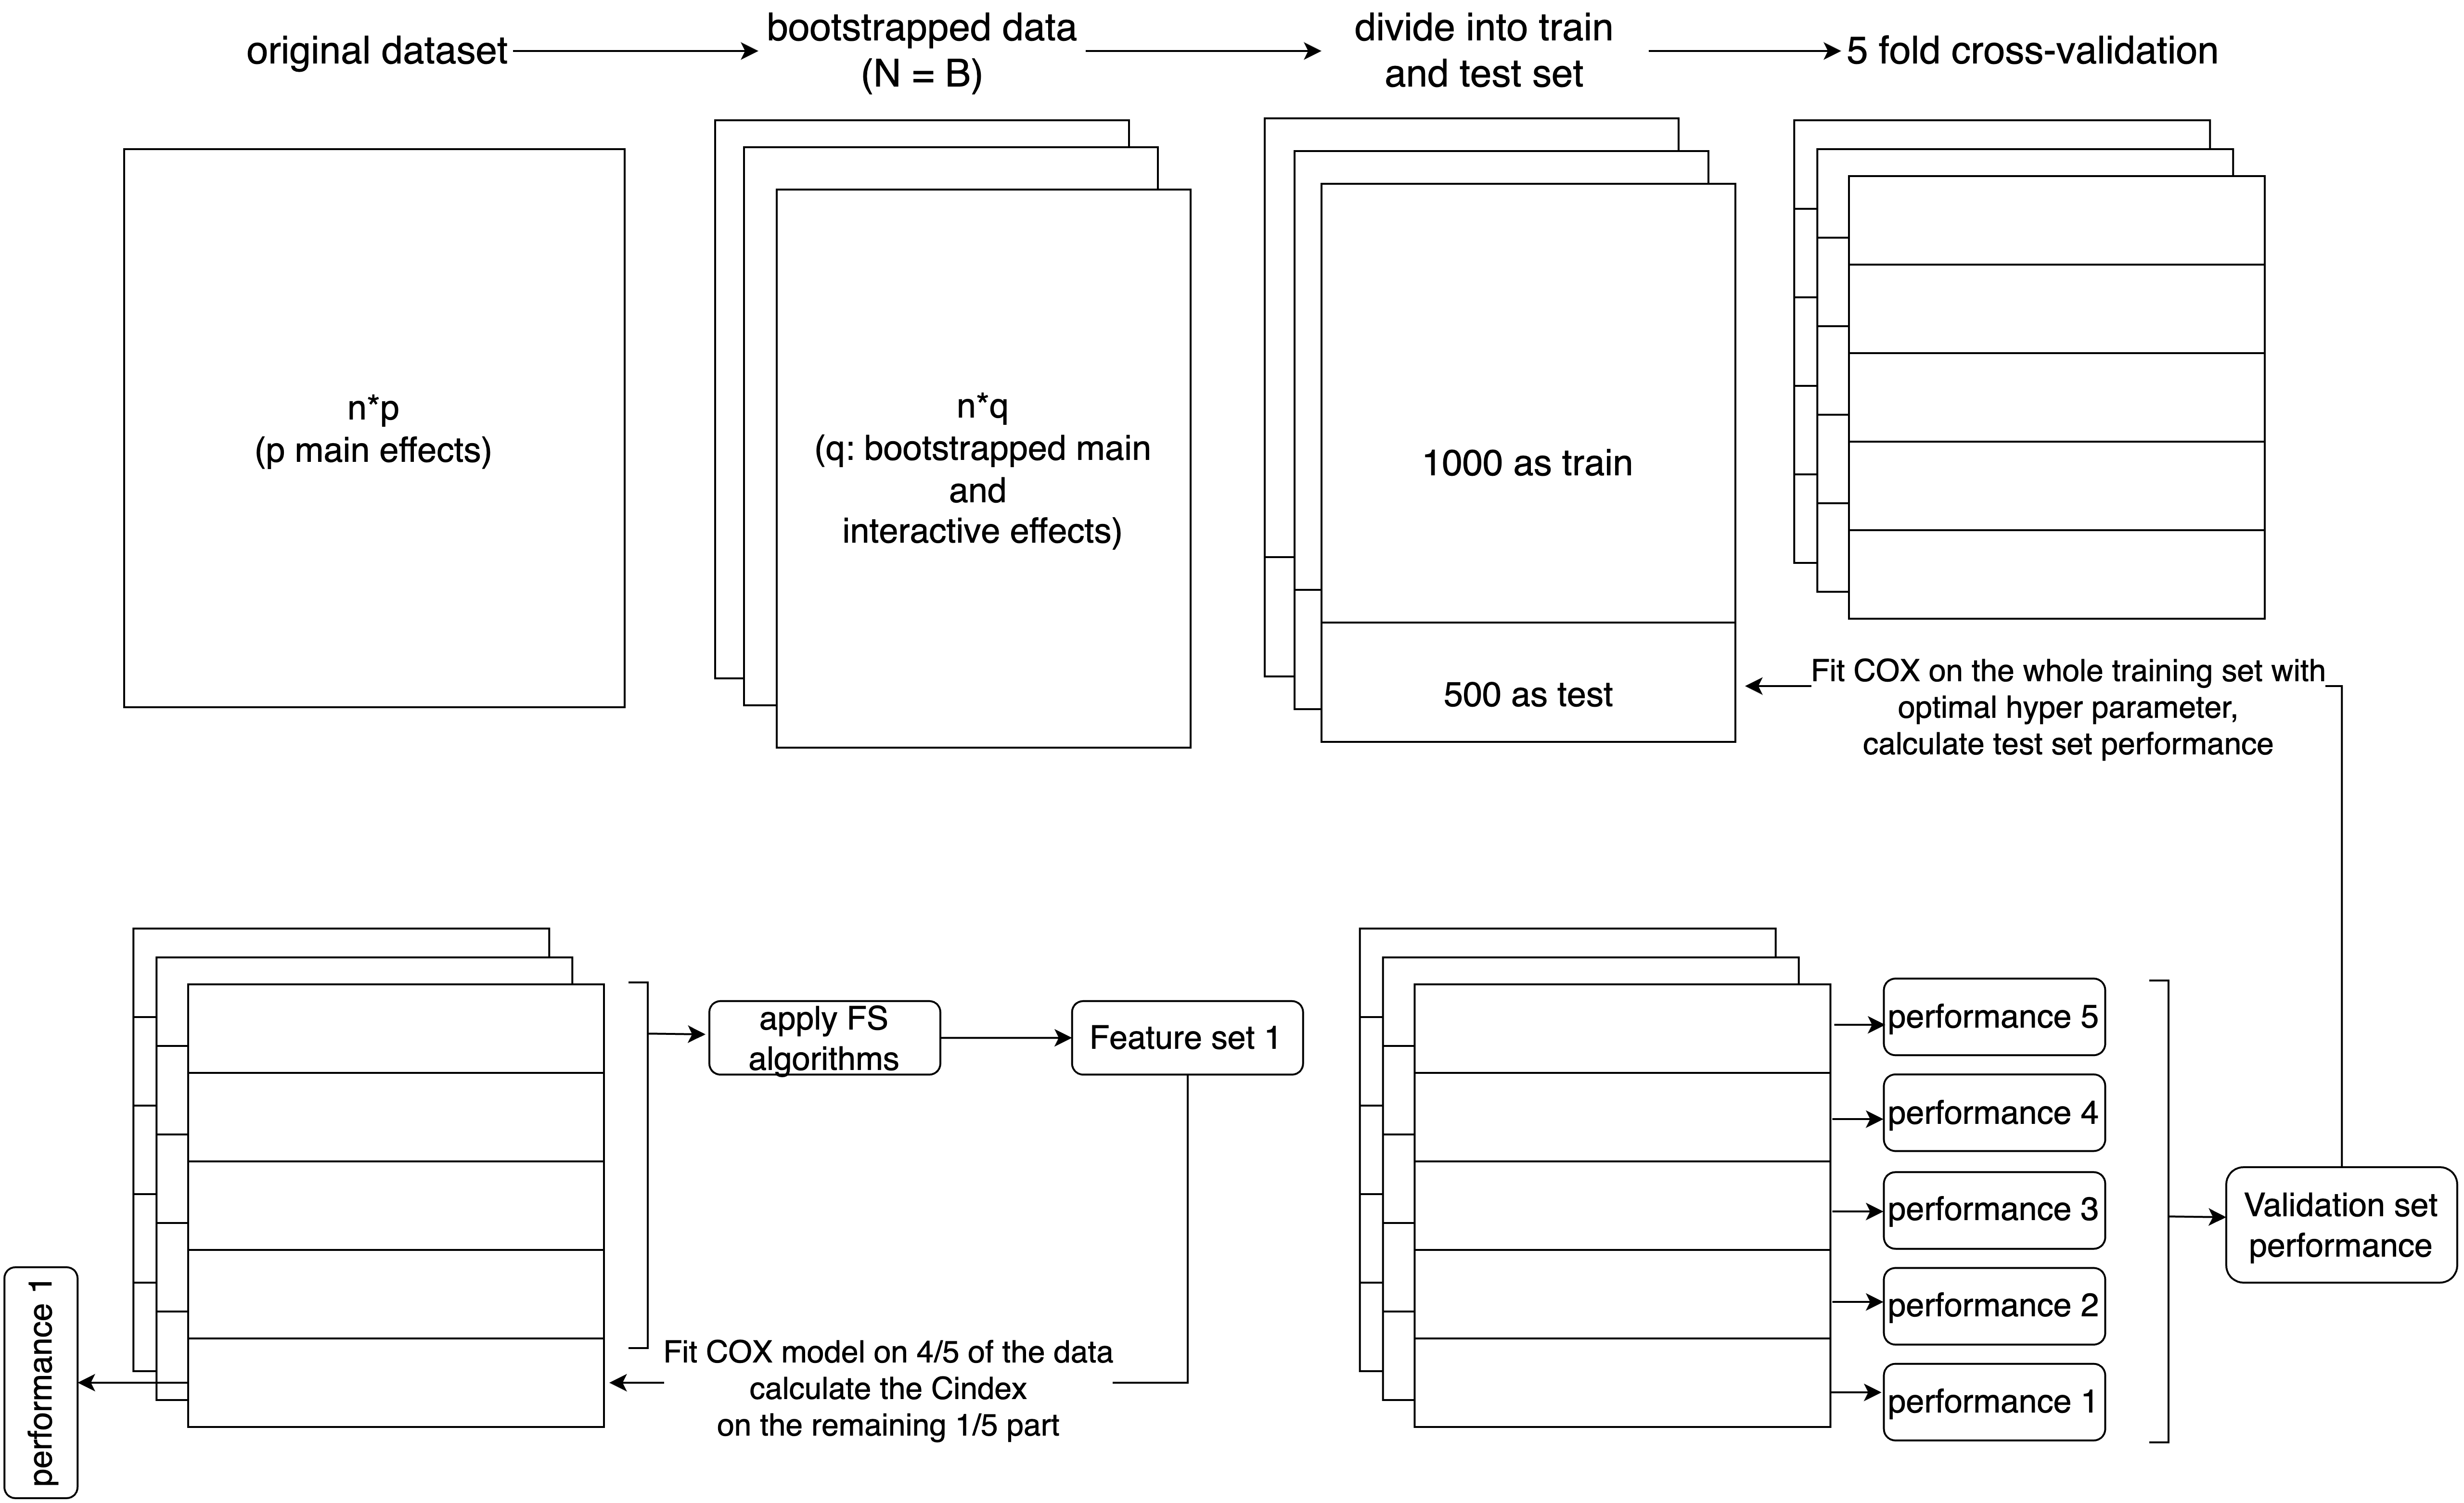 original dataset
bootstrapped data
(N = B)
divide into train
and test set
5 fold cross-validation
n*p
(p main effects)
n*q
(q: bootstrapped main
and
interactive effects)
1000 as train
500 as test
Fit COX on the whole training set with
optimal hyper parameter,
calculate test set performance
apply FS
algorithms
Feature set 1
Fit COX model on 4/5 of the data
calculate the Cindex
on the remaining 1/5 part
performance 1
performance 5
performance 4
performance 3
performance 2
performance 1
Validation set
performance